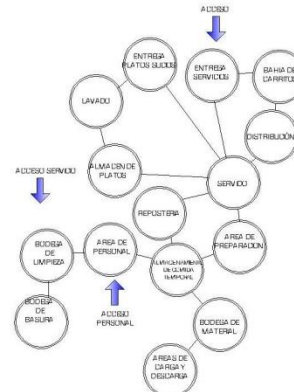 ACCESO
ENTREGA
PLATOS SUCIOS
ENTREGA
SERVICIOS
BAHIA DE
CARRITOS
LAVADO
DISTRIBUCIÓN
ALMACEN DE
PLATOS
SERVIDO
ACCESO SERVICIO
REPOSTERIA
BODEGA
DE
LIMPIEZA
AREA DE
PERSONAL
AREA DE
PREPARACION
ALMACENAMIENTO
DE COMIDA
TEMPORAL
BODEGA
DE
BASURA
ACCESO
PERSONAL
BODEGA DE
MATERIAL
AREAS DE
CARGA Y
DESCARGA